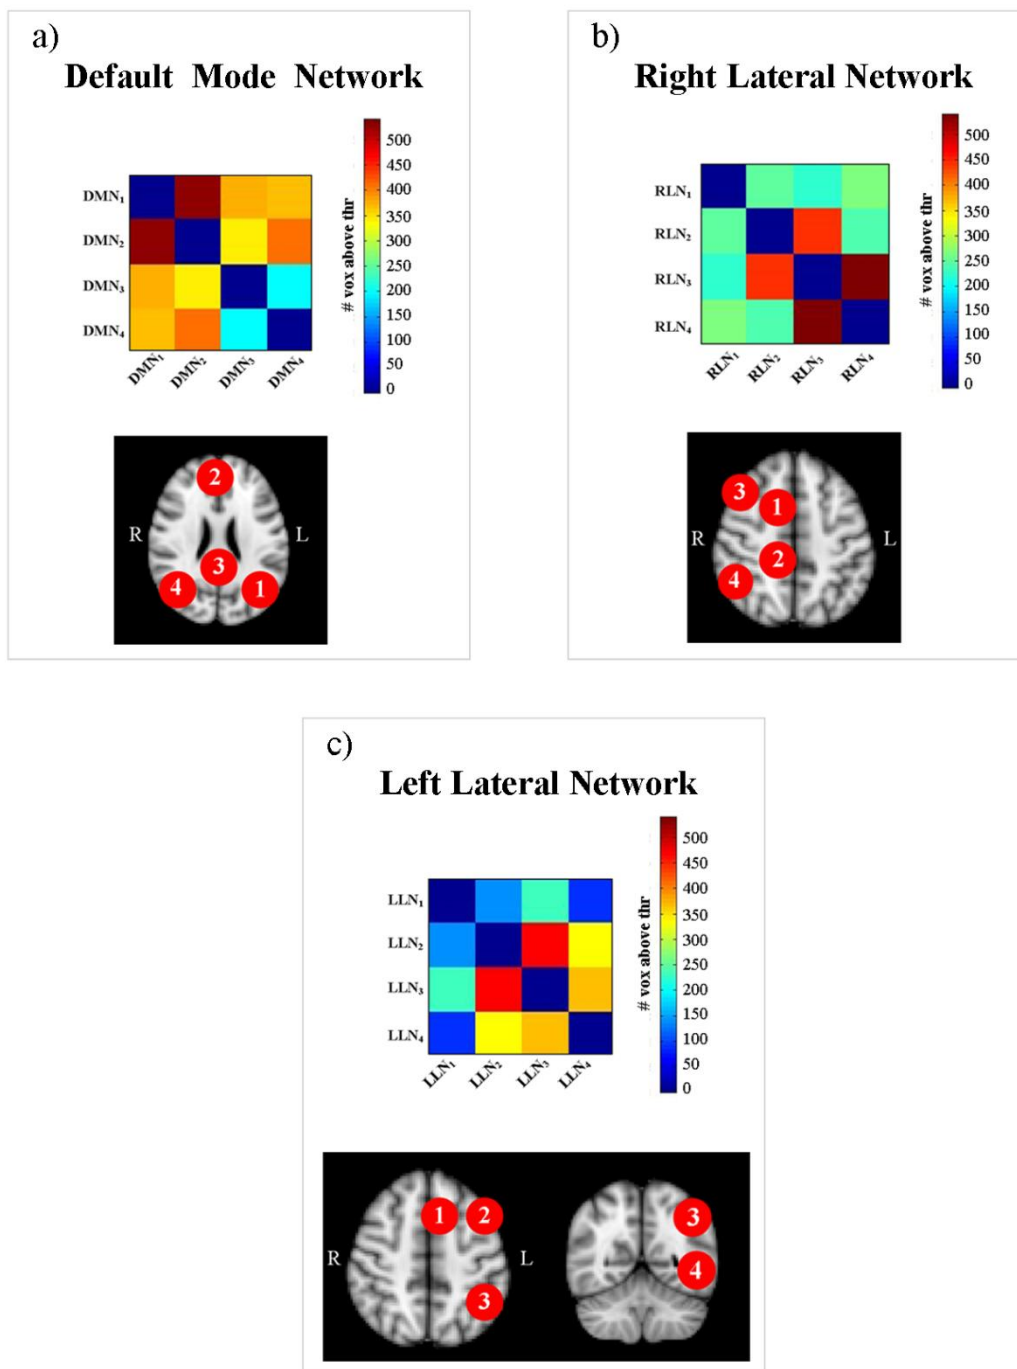 a)
Default Mode Network
# vox above thr
500
450
400
350
300
250
200
150
100
50
0
DMN₁
DMN₂
DMN₃
DMN₄
DMN₁ DMN₂ DMN₃ DMN₄
R
L
2
3
4
1
b)
Right Lateral Network
# vox above thr
500
450
400
350
300
250
200
150
100
50
0
RLN₁
RLN₂
RLN₃
RLN₄
RLN₁ RLN₂ RLN₃ RLN₄
R
L
3
1
2
4
c)
Left Lateral Network
# vox above thr
500
450
400
350
300
250
200
150
100
50
0
LLN₁
LLN₂
LLN₃
LLN₄
LLN₁ LLN₂ LLN₃ LLN₄
R
L
1
2
3
3
4